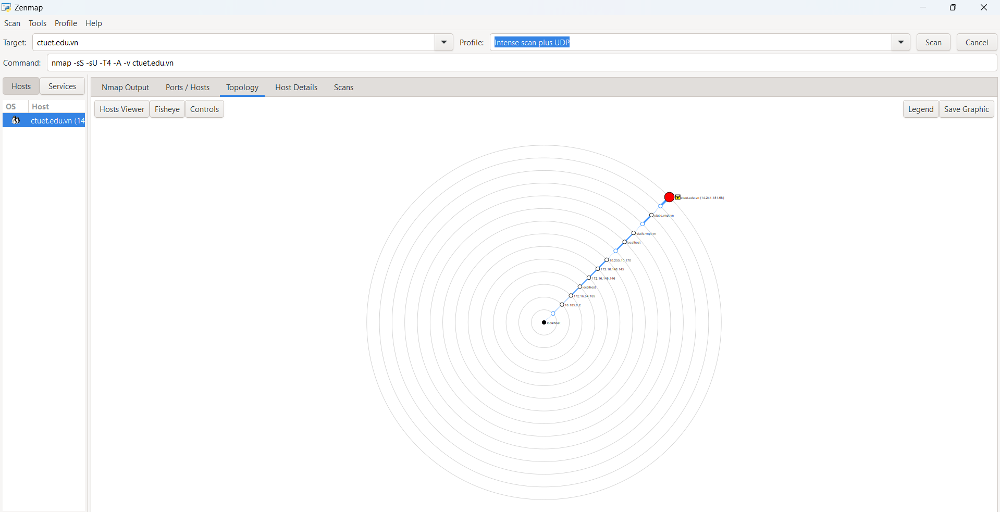 Zenmap
Scan Tools Profile Help
Target: ctuet.edu.vn Profile: Intense scan plus UDP Scan Cancel
Command: nmap -sS -sU -T4 -A -v ctuet.edu.vn
Hosts Services Nmap Output Ports / Hosts Topology Host Details Scans
OS Host
ctuet.edu.vn (14
Hosts Viewer Fisheye Controls Legend Save Graphic
ctuet.edu.vn (14.241.181.68)
static.vnpt.vn
static.vnpt.vn
localhost
10.255.10.170
172.16.146.145
172.16.146.146
localhost
172.16.54.189
10.185.0.2
localhost